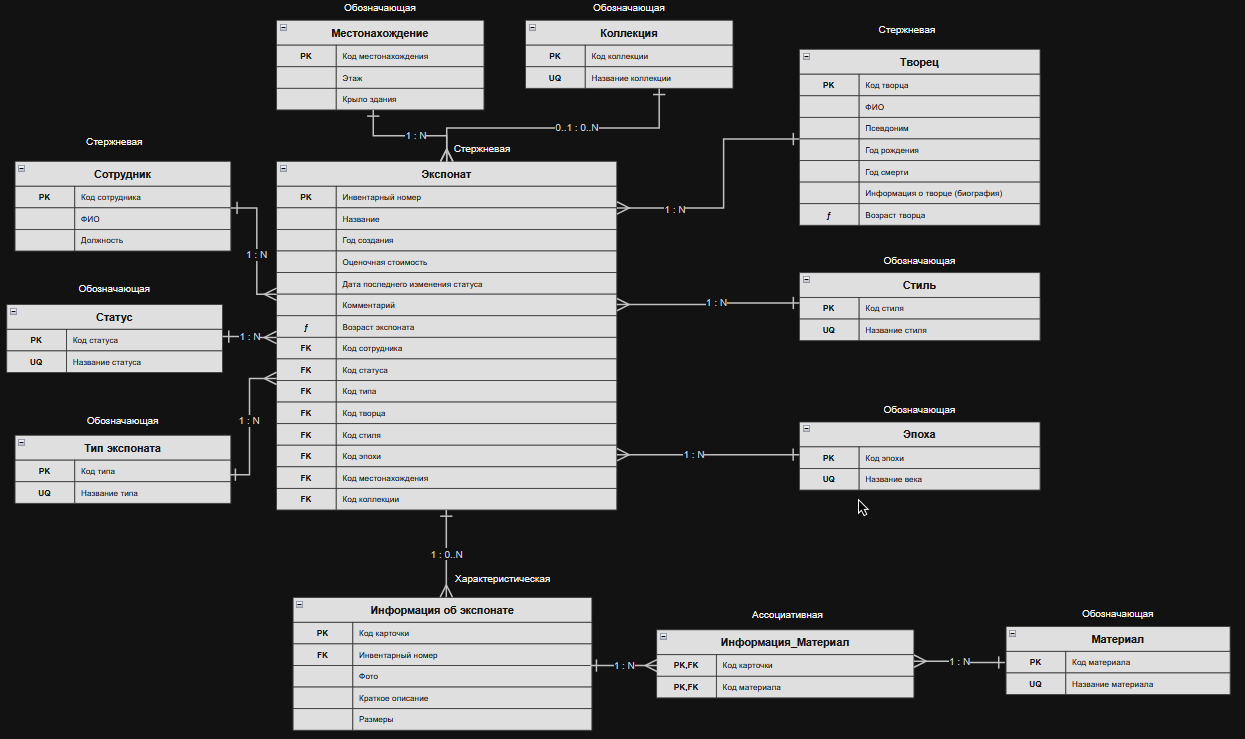 Обозначающая
Местонахождение
PK Код местонахождения
Этаж
Крыло здания
Обозначающая
Коллекция
PK Код коллекции
UQ Название коллекции
Стержневая
Творец
PK Код творца
ФИО
Псевдоним
Год рождения
Год смерти
Информация о творце (биография)
ƒ Возраст творца
1 : N
0..1 : 0..N
Стержневая
Сотрудник
PK Код сотрудника
ФИО
Должность
1 : N
Стержневая
Экспонат
PK Инвентарный номер
Название
Год создания
Оценочная стоимость
Дата последнего изменения статуса
Комментарий
ƒ Возраст экспоната
FK Код сотрудника
FK Код статуса
FK Код типа
FK Код творца
FK Код стиля
FK Код эпохи
FK Код местонахождения
FK Код коллекции
1 : N
Обозначающая
Стиль
PK Код стиля
UQ Название стиля
1 : N
Обозначающая
Статус
PK Код статуса
UQ Название статуса
1 : N
Обозначающая
Тип экспоната
PK Код типа
UQ Название типа
1 : N
Обозначающая
Эпоха
PK Код эпохи
UQ Название века
1 : N
1 : 0..N
Характеристическая
Информация об экспонате
PK Код карточки
FK Инвентарный номер
Фото
Краткое описание
Размеры
1 : N
Ассоциативная
Информация_Материал
PK,FK Код карточки
PK,FK Код материала
1 : N
Обозначающая
Материал
PK Код материала
UQ Название материала